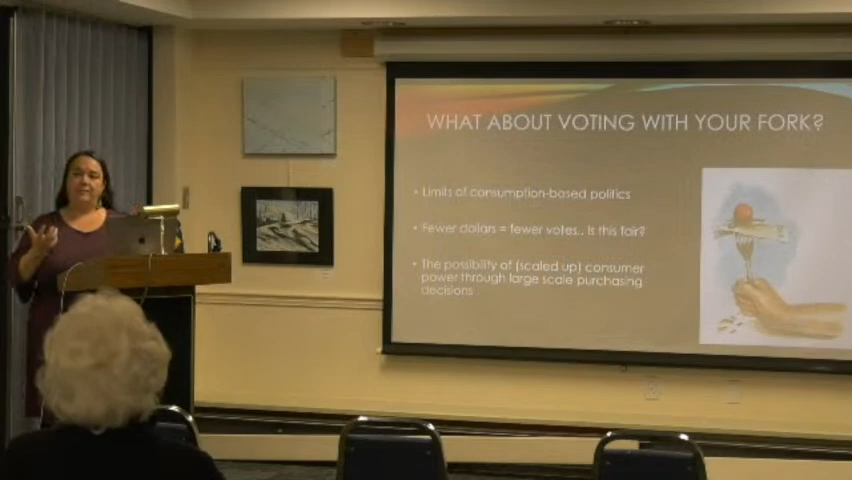 WHAT ABOUT VOTING WITH YOUR FORK?
• Limits of consumption-based politics
• Fewer dollars = fewer votes.. Is this fair?
• The possibility of (scaled up) consumer
power through large scale purchasing
decisions